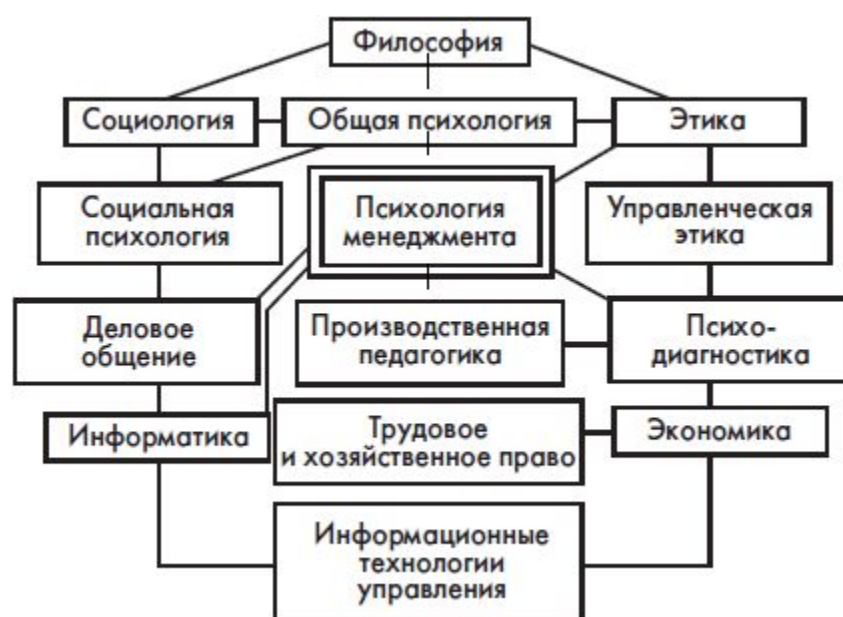 Философия
Социология
Общая психология
Этика
Социальная
психология
Психология
менеджмента
Управленческая
этика
Деловое
общение
Производственная
педагогика
Психо-
диагностика
Информатика
Трудовое
и хозяйственное право
Экономика
Информационные
технологии
управления